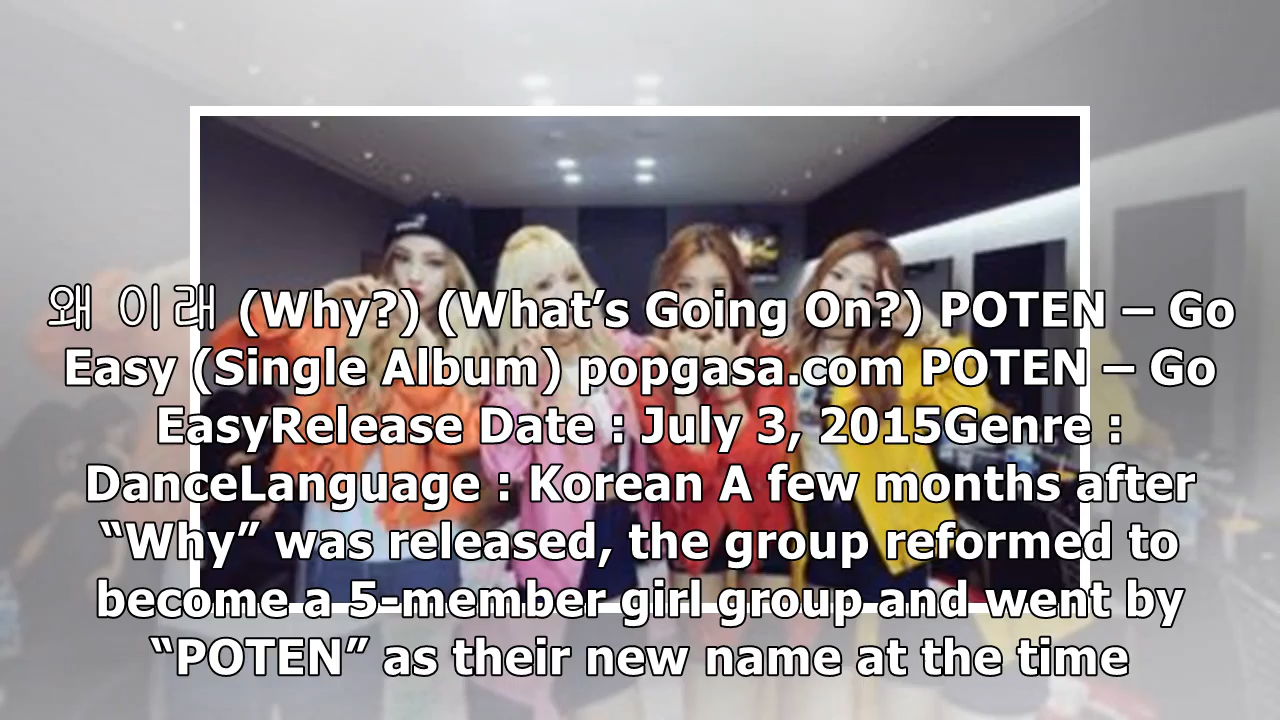 왜 이래 (Why?) (What’s Going On?) POTEN – Go
Easy (Single Album) popgasa.com POTEN – Go
EasyRelease Date : July 3, 2015Genre :
DanceLanguage : Korean A few months after
“Why” was released, the group reformed to
become a 5-member girl group and went by
“POTEN” as their new name at the time